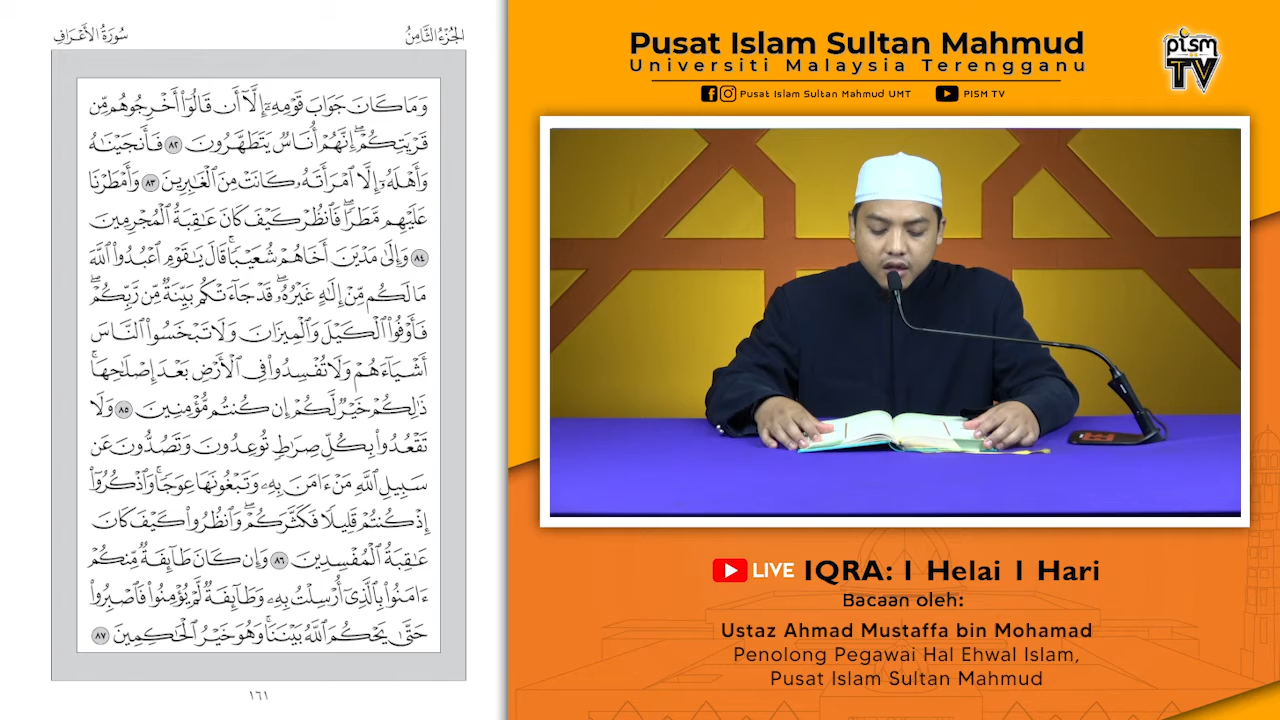 سُورَةُ الأَعْرَافِ
الجُزْءُ الثَّامِنُ
وَمَا كَانَ جَوَابَ قَوْمِهِۦٓ إِلَّآ أَن قَالُوٓا۟ أَخْرِجُوهُم مِّن
قَرْيَتِكُمْ ۖ إِنَّهُمْ أُنَاسٌ يَتَطَهَّرُونَ ٨٢ فَأَنجَيْنَٰهُ
وَأَهْلَهُۥٓ إِلَّا ٱمْرَأَتَهُۥ كَانَتْ مِنَ ٱلْغَٰبِرِينَ ٨٣ وَأَمْطَرْنَا
عَلَيْهِم مَّطَرًا ۖ فَٱنظُرْ كَيْفَ كَانَ عَٰقِبَةُ ٱلْمُجْرِمِينَ
٨٤ وَإِلَىٰ مَدْيَنَ أَخَاهُمْ شُعَيْبًا ۗ قَالَ يَٰقَوْمِ ٱعْبُدُوا۟ ٱللَّهَ
مَا لَكُم مِّنْ إِلَٰهٍ غَيْرُهُۥ ۖ قَدْ جَآءَتْكُم بَيِّنَةٌ مِّن رَّبِّكُمْ ۖ
فَأَوْفُوا۟ ٱلْكَيْلَ وَٱلْمِيزَانَ وَلَا تَبْخَسُوا۟ ٱلنَّاسَ
أَشْيَآءَهُمْ وَلَا تُفْسِدُوا۟ فِى ٱلْأَرْضِ بَعْدَ إِصْلَٰحِهَا ۚ
ذَٰلِكُمْ خَيْرٌ لَّكُمْ إِن كُنتُم مُّؤْمِنِينَ ٨٥ وَلَا
تَقْعُدُوا۟ بِكُلِّ صِرَٰطٍ تُوعِدُونَ وَتَصُدُّونَ عَن
سَبِيلِ ٱللَّهِ مَنْ ءَامَنَ بِهِۦ وَتَبْغُونَهَا عِوَجًا ۚ وَٱذْكُرُوٓا۟
إِذْ كُنتُمْ قَلِيلًا فَكَثَّرَكُمْ ۖ وَٱنظُرُوا۟ كَيْفَ كَانَ
عَٰقِبَةُ ٱلْمُفْسِدِينَ ٨٦ وَإِن كَانَ طَآئِفَةٌ مِّنكُمْ
ءَامَنُوا۟ بِٱلَّذِىٓ أُرْسِلْتُ بِهِۦ وَطَآئِفَةٌ لَّمْ يُؤْمِنُوا۟ فَٱصْبِرُوا۟
حَتَّىٰ يَحْكُمَ ٱللَّهُ بَيْنَنَا ۚ وَهُوَ خَيْرُ ٱلْحَٰكِمِينَ ٨٧
١٦١
Pusat Islam Sultan Mahmud
Universiti Malaysia Terengganu
Pusat Islam Sultan Mahmud UMT PISM TV
pism
TV
LIVE IQRA: 1 Helai 1 Hari
Bacaan oleh:
Ustaz Ahmad Mustaffa bin Mohamad
Penolong Pegawai Hal Ehwal Islam,
Pusat Islam Sultan Mahmud